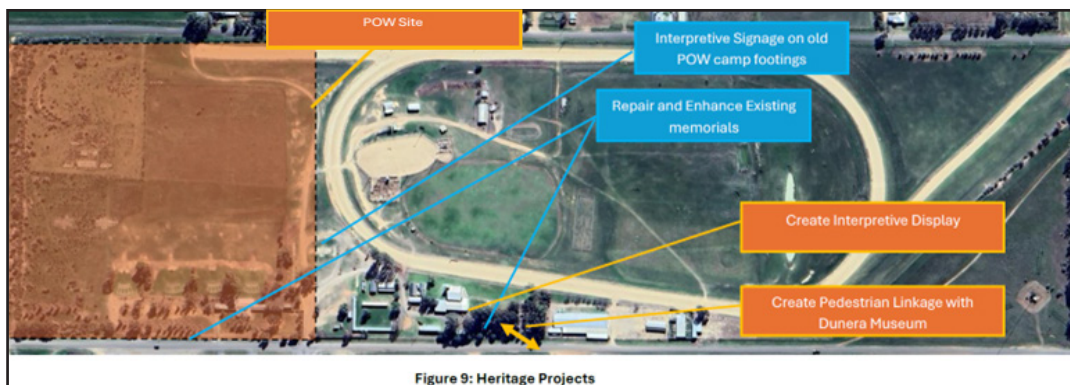 POW Site
Interpretive Signage on old
POW camp footings
Repair and Enhance Existing
memorials
Create Interpretive Display
Create Pedestrian Linkage with
Dunera Museum
Figure 9: Heritage Projects